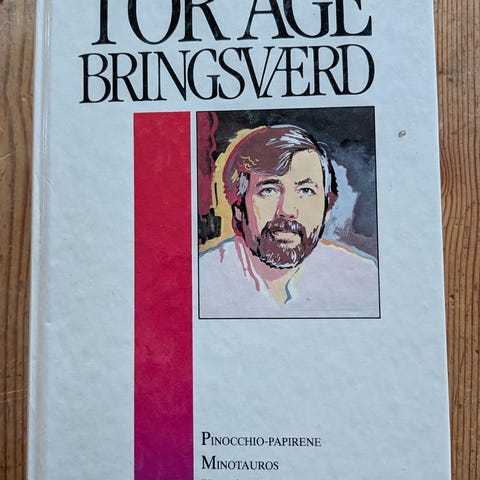 TOR ÅGE
BRINGSVÆRD
PINOCCHIO-PAPIRENE
MINOTAUROS